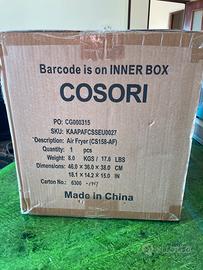 Barcode is on INNER BOX
COSORI
PO: CG000315
SKU: KAAPAFCSSEU0027
Description: Air Fryer (CS158-AF)
Quantity: 1 pcs
Weight: 8.0 KGS / 17.6 LBS
Dimensions: 46.0 × 36.0 × 38.0 CM
18.1 × 14.2 × 15.0 IN
Carton No.: 6300
Made in China